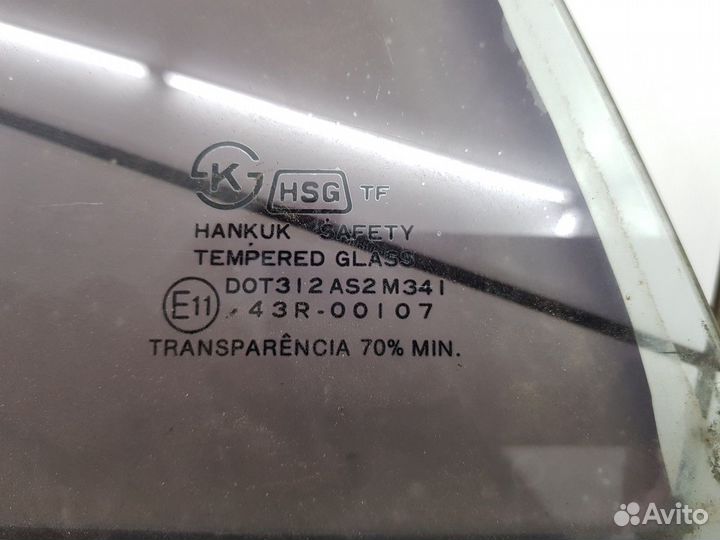 K
HSG TF
HANKUK SAFETY
TEMPERED GLASS
DOT312 AS2 M341
E11 43R-00107
TRANSPARÊNCIA 70% MIN.
Avito